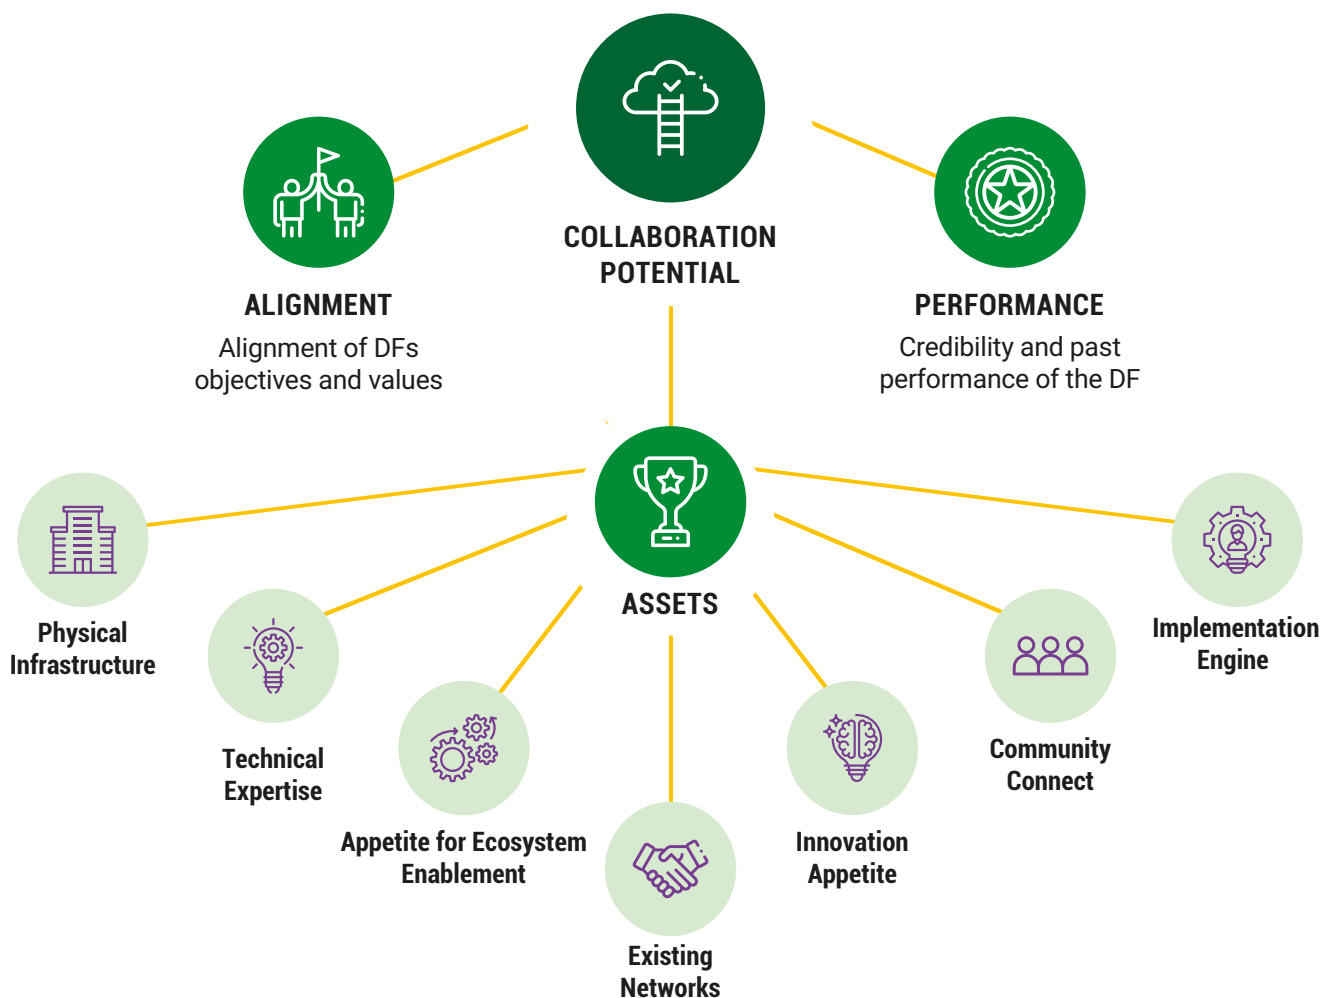 COLLABORATION
POTENTIAL
ALIGNMENT
Alignment of DFs
objectives and values
PERFORMANCE
Credibility and past
performance of the DF
ASSETS
Physical
Infrastructure
Technical
Expertise
Appetite for Ecosystem
Enablement
Existing
Networks
Innovation
Appetite
Community
Connect
Implementation
Engine